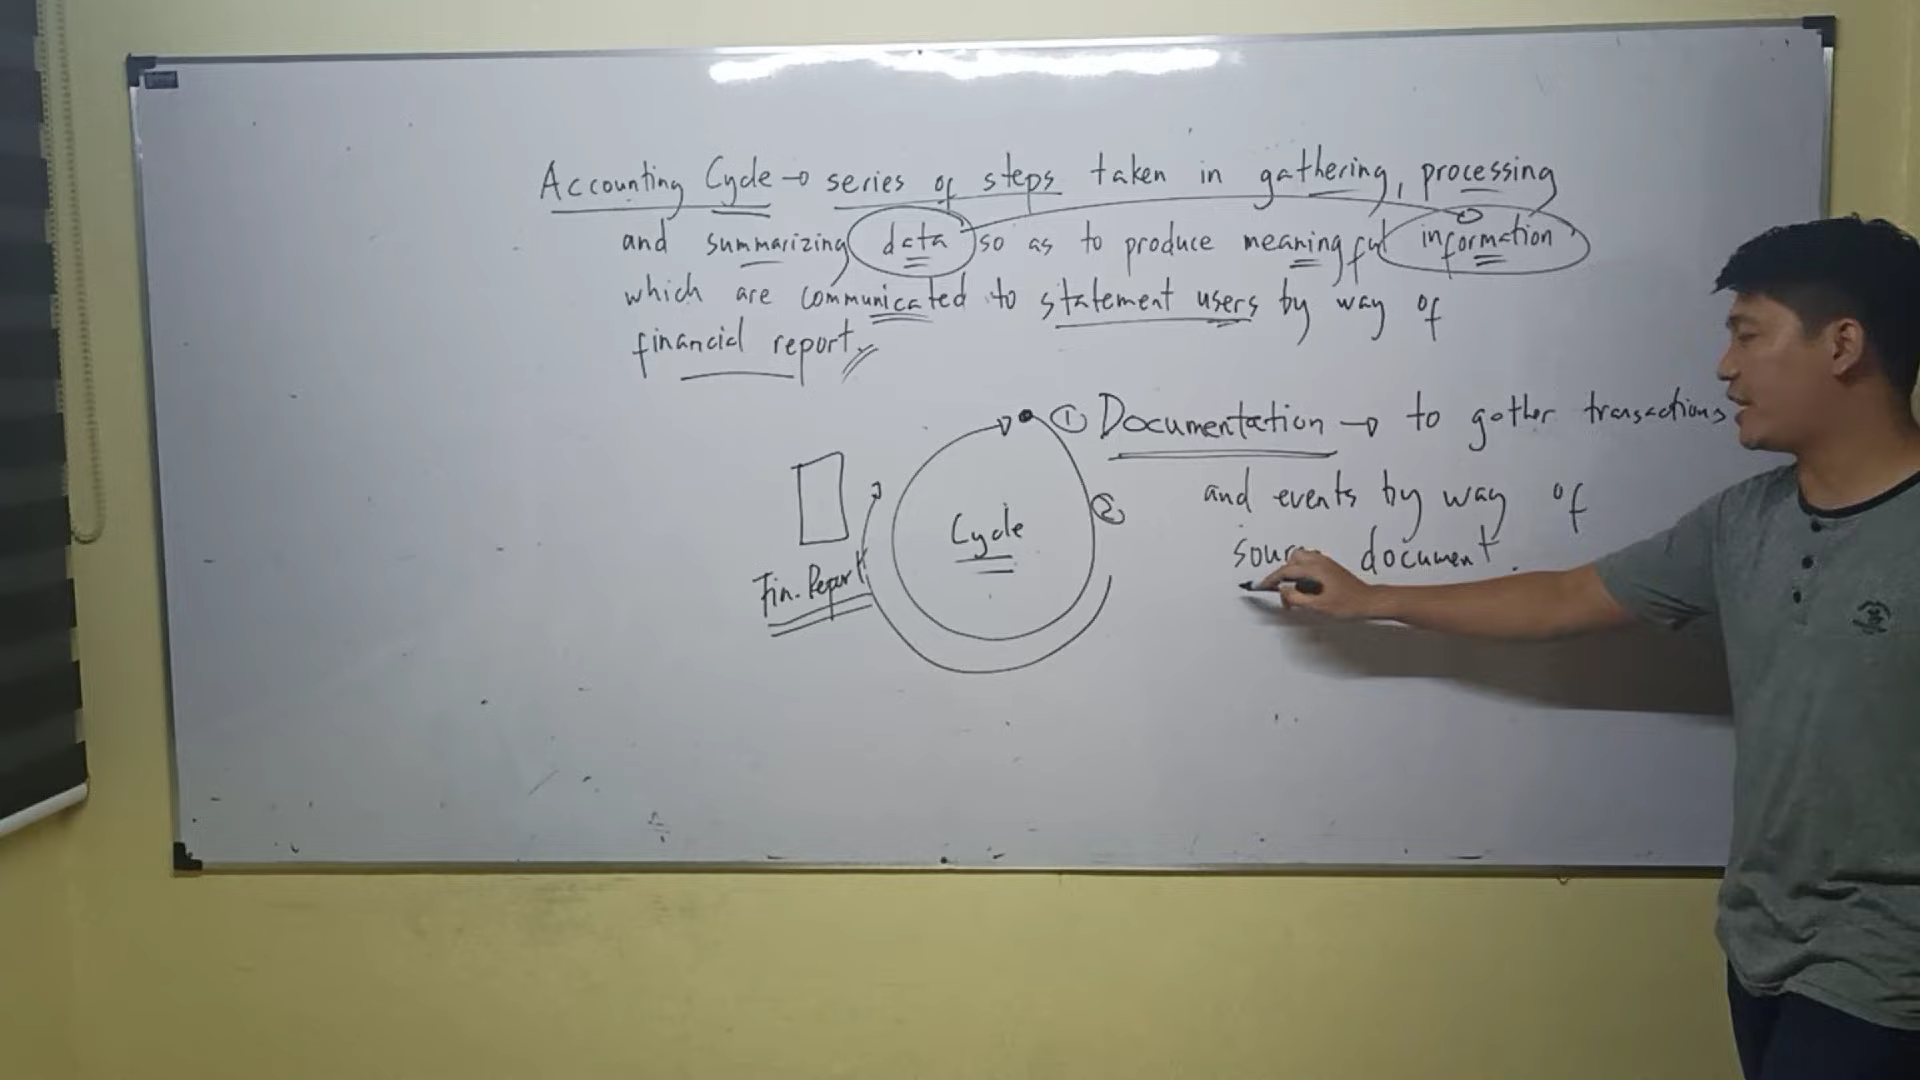 Accounting Cycle → series of steps taken in gathering, processing
and summarizing data so as to produce meaningful information
which are communicated to statement users by way of
financial report
① Documentation → to gather transactions
and events by way of
document.
②
Cycle
Fin. Report